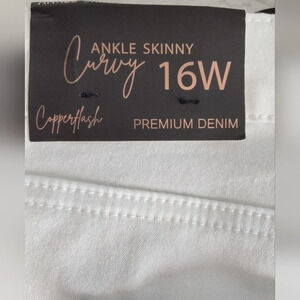 ANKLE SKINNY
Curvy 16W
Copperflash
PREMIUM DENIM